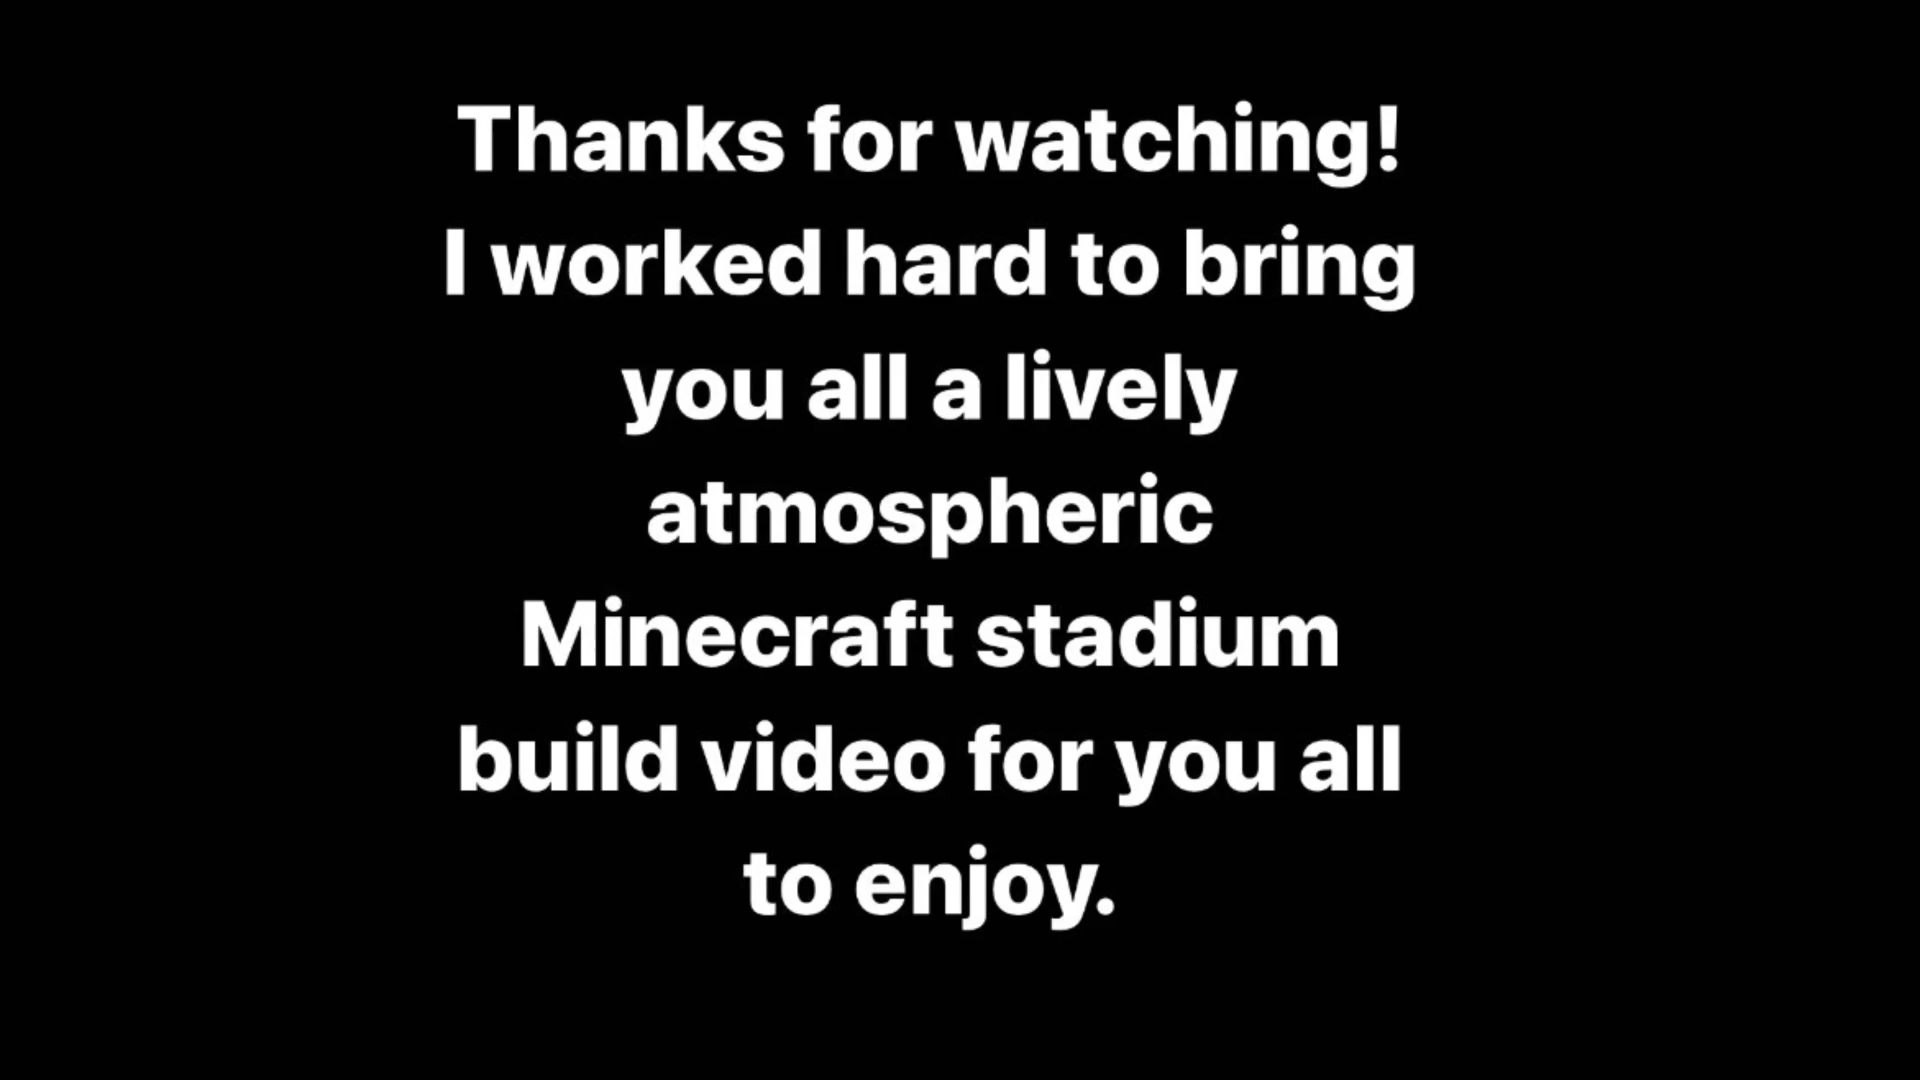 Thanks for watching!
I worked hard to bring
you all a lively
atmospheric
Minecraft stadium
build video for you all
to enjoy.